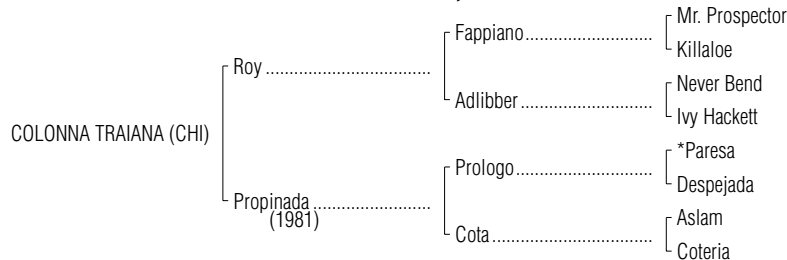 Mr. Prospector
Fappiano
Killaloe
Roy
Never Bend
Adlibber
Ivy Hackett
COLONNA TRAIANA (CHI)
*Paresa
Prologo
Despejada
Propinada
(1981)
Aslam
Cota
Coteria